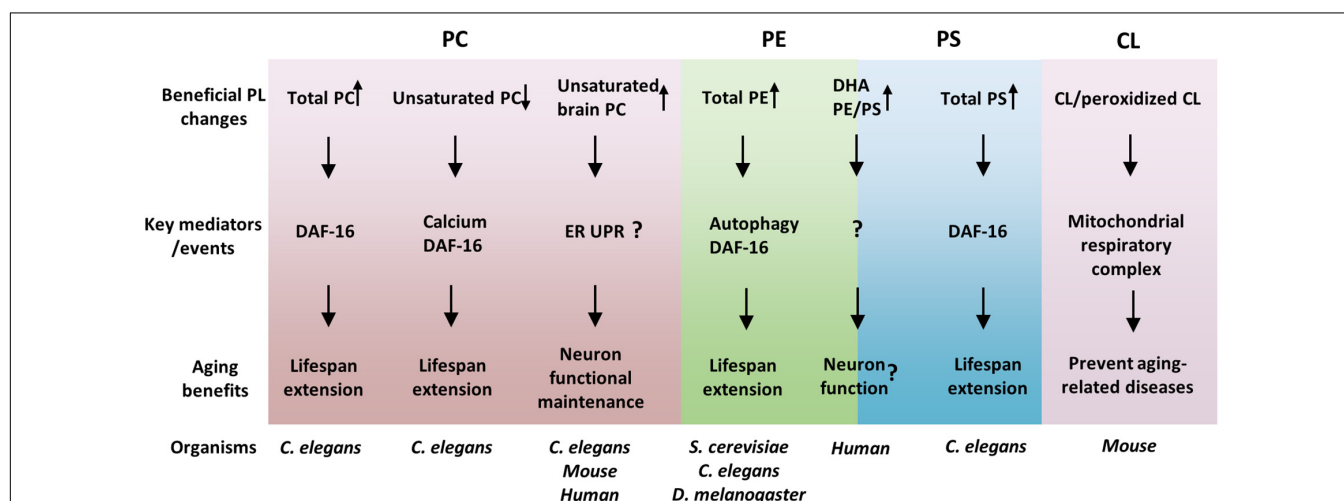 PC PE PS CL
Beneficial PL
changes
Total PC↑
Unsaturated PC↓
Unsaturated
brain PC ↑
Total PE↑
DHA
PE/PS ↑
Total PS↑
CL/peroxidized CL
Key mediators
/events
DAF-16
Calcium
DAF-16
ER UPR ?
Autophagy
DAF-16
?
DAF-16
Mitochondrial
respiratory
complex
Aging
benefits
Lifespan
extension
Lifespan
extension
Neuron
functional
maintenance
Lifespan
extension
Neuron
function?
Lifespan
extension
Prevent aging-
related diseases
Organisms
C. elegans
C. elegans
C. elegans
Mouse
Human
S. cerevisiae
C. elegans
D. melanogaster
Human
C. elegans
Mouse